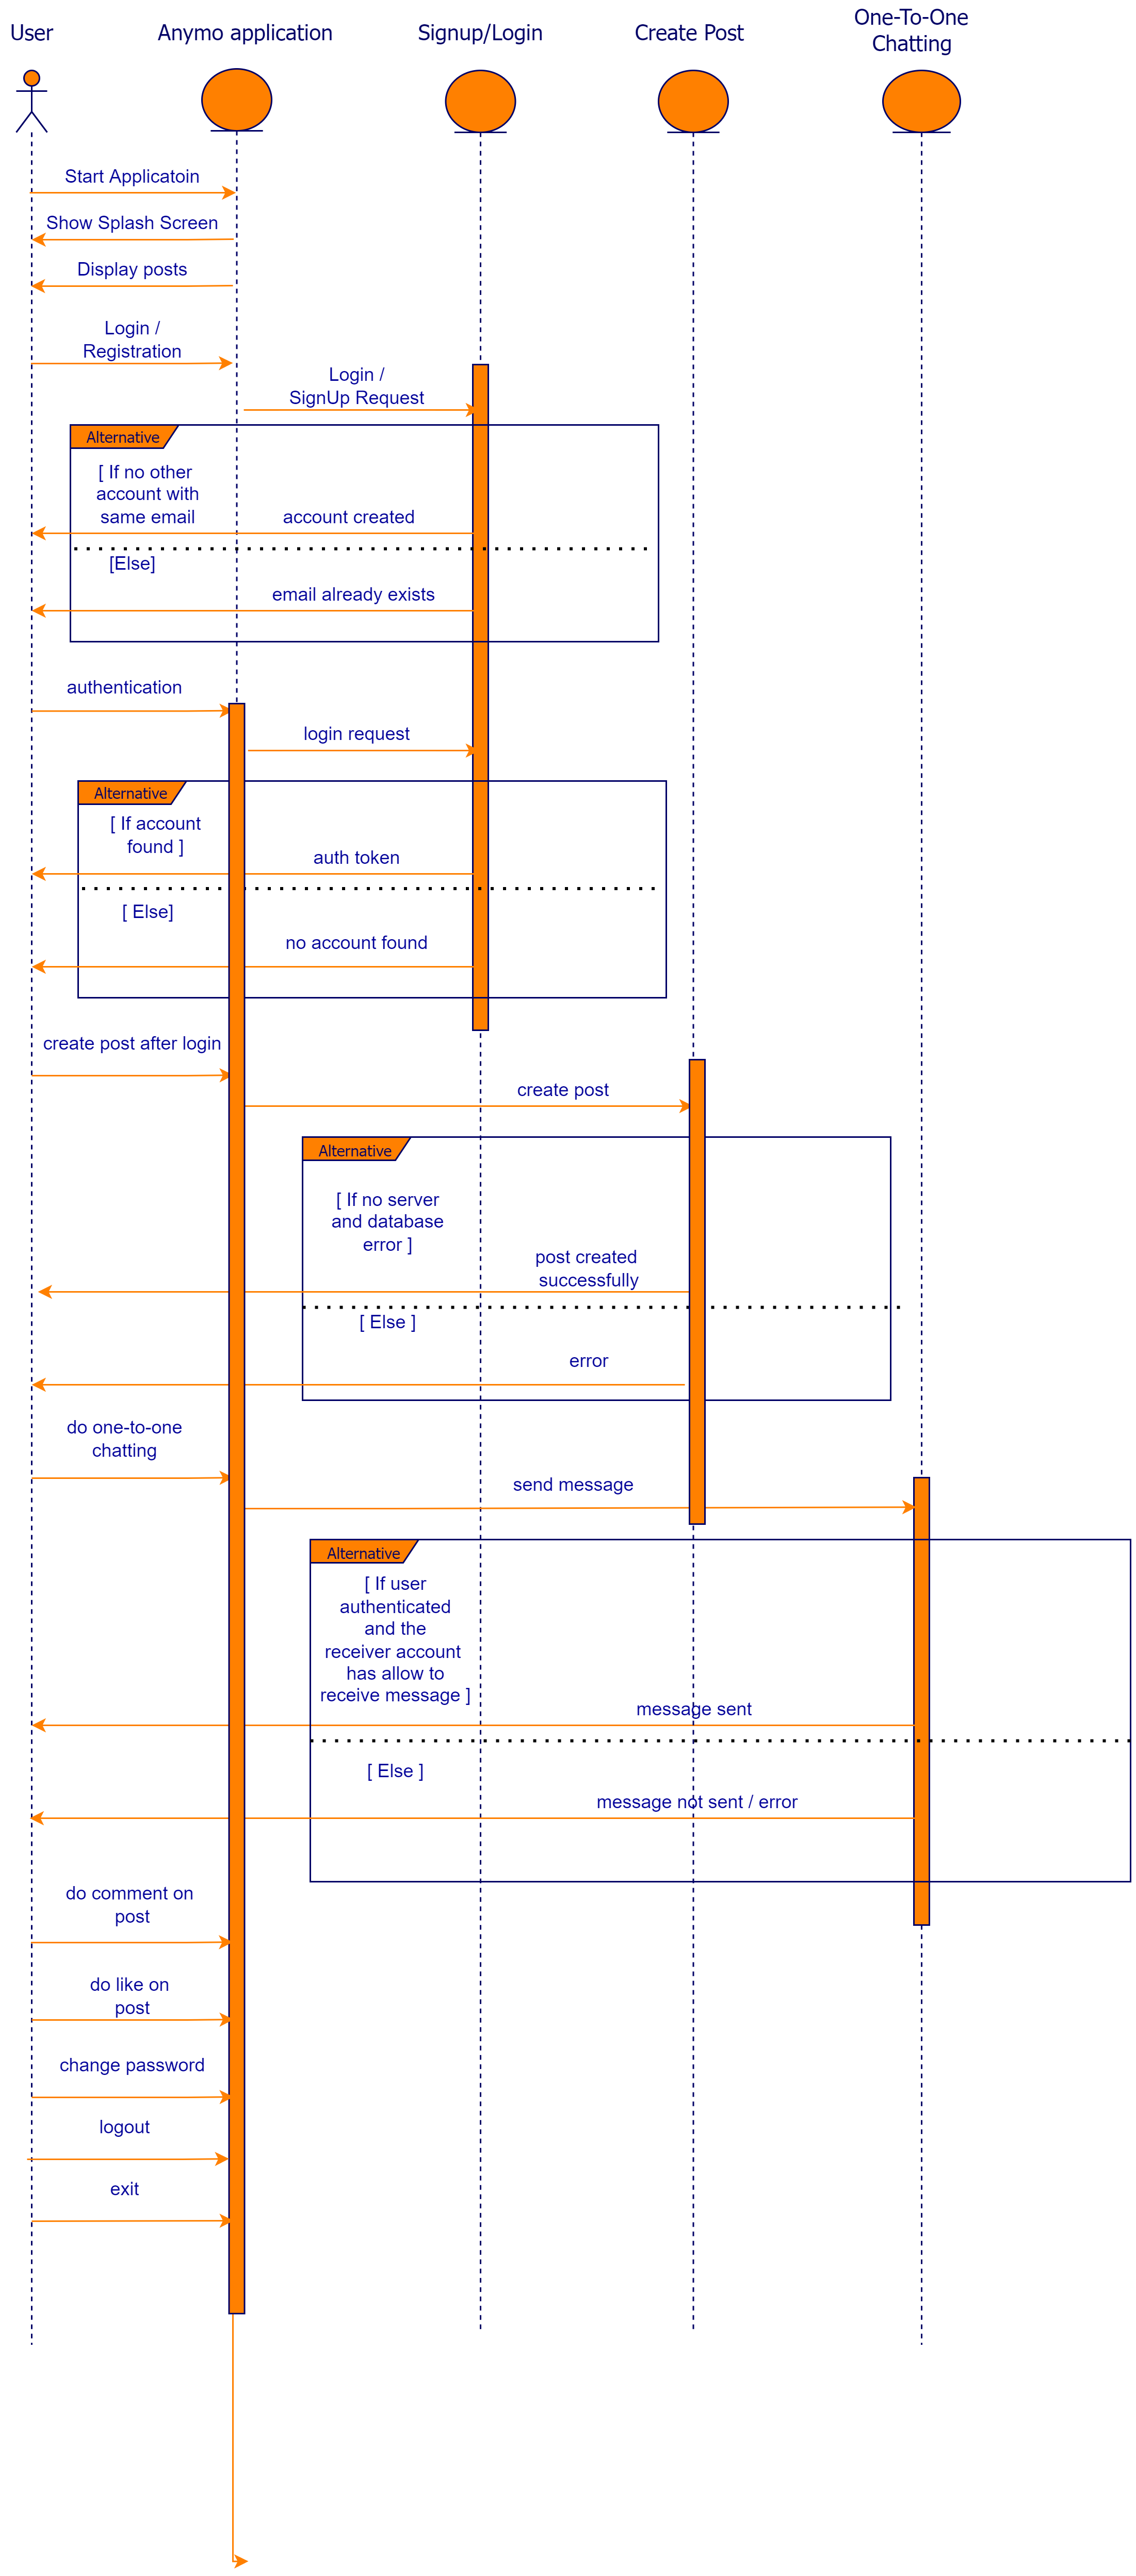 User
Anymo application
Signup/Login
Create Post
One-To-One
Chatting
Start Applicatoin
Show Splash Screen
Display posts
Login /
Registration
Login /
SignUp Request
Alternative
[ If no other
account with
same email
account created
[Else]
email already exists
authentication
login request
Alternative
[ If account
found ]
auth token
[ Else]
no account found
create post after login
create post
Alternative
[ If no server
and database
error ]
post created
successfully
[ Else ]
error
do one-to-one
chatting
send message
Alternative
[ If user
authenticated
and the
receiver account
has allow to
receive message ]
message sent
[ Else ]
message not sent / error
do comment on
post
do like on
post
change password
logout
exit